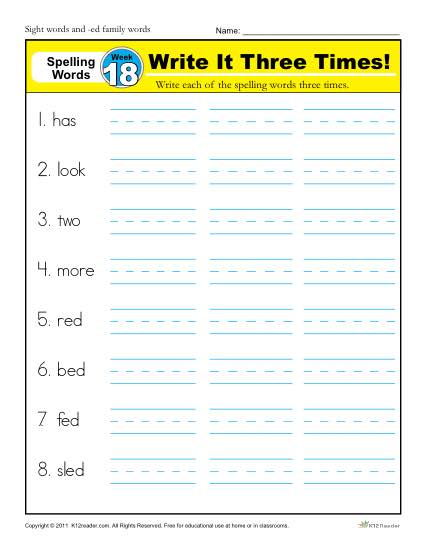 Sight words and -ed family words
Name:
Spelling Words
Week 18
Write It Three Times!
Write each of the spelling words three times.
1. has
2. look
3. two
4. more
5. red
6. bed
7. fed
8. sled
Copyright © 2011 K12Reader.com. All Rights Reserved. Free for educational use at home or in classrooms.
K12Reader